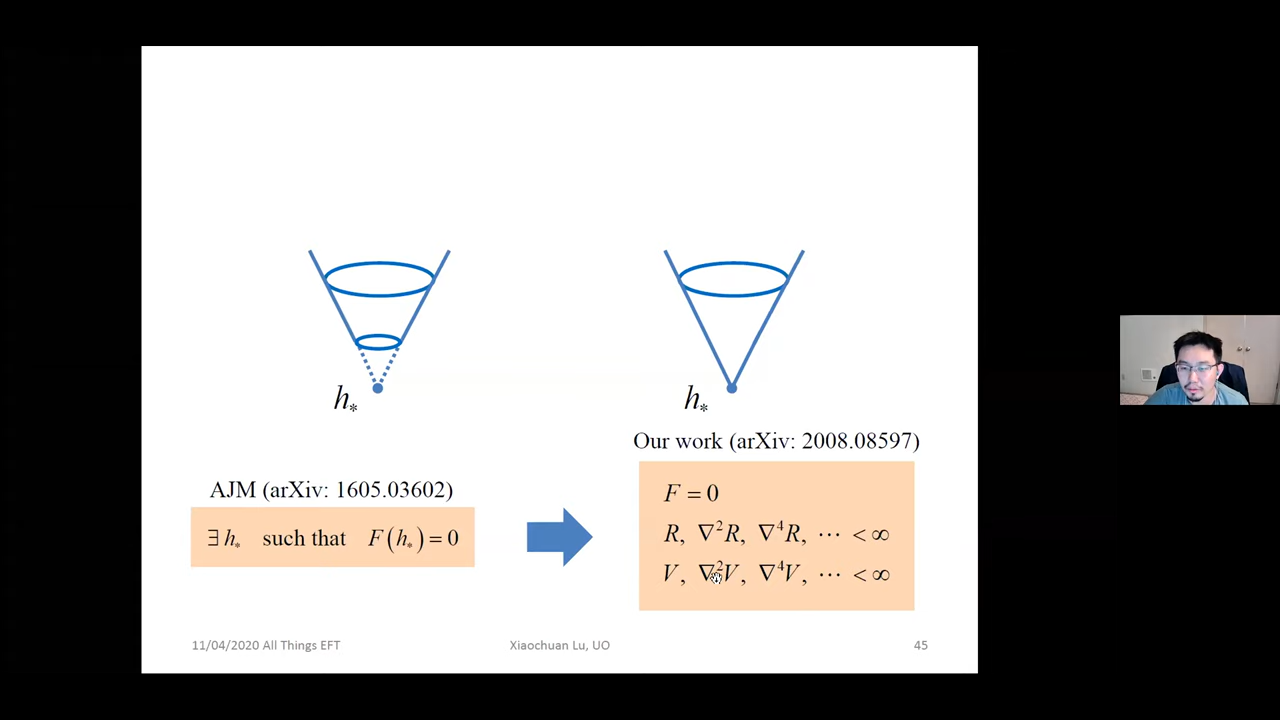 h* h*
Our work (arXiv: 2008.08597)
AJM (arXiv: 1605.03602)
∃ h* such that F(h*) = 0
F = 0
R, ∇²R, ∇⁴R, ⋯ < ∞
V, ∇²V, ∇⁴V, ⋯ < ∞
11/04/2020 All Things EFT Xiaochuan Lu, UO 45